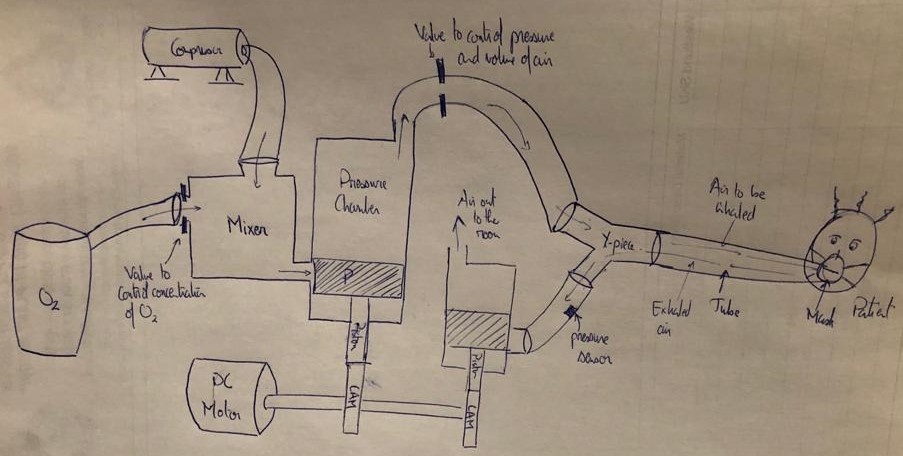 Compressor
Valve to control pressure
and volume of air
Pressure
Chamber
Air out
to the
room
Air to be
inhaled
Mixer
Y-piece
O2
Valve to
control concentration
of O2
P
Exhaled
air
Tube
Mask
Patient
pressure
sensor
Piston
Piston
DC
Motor
CAM
CAM